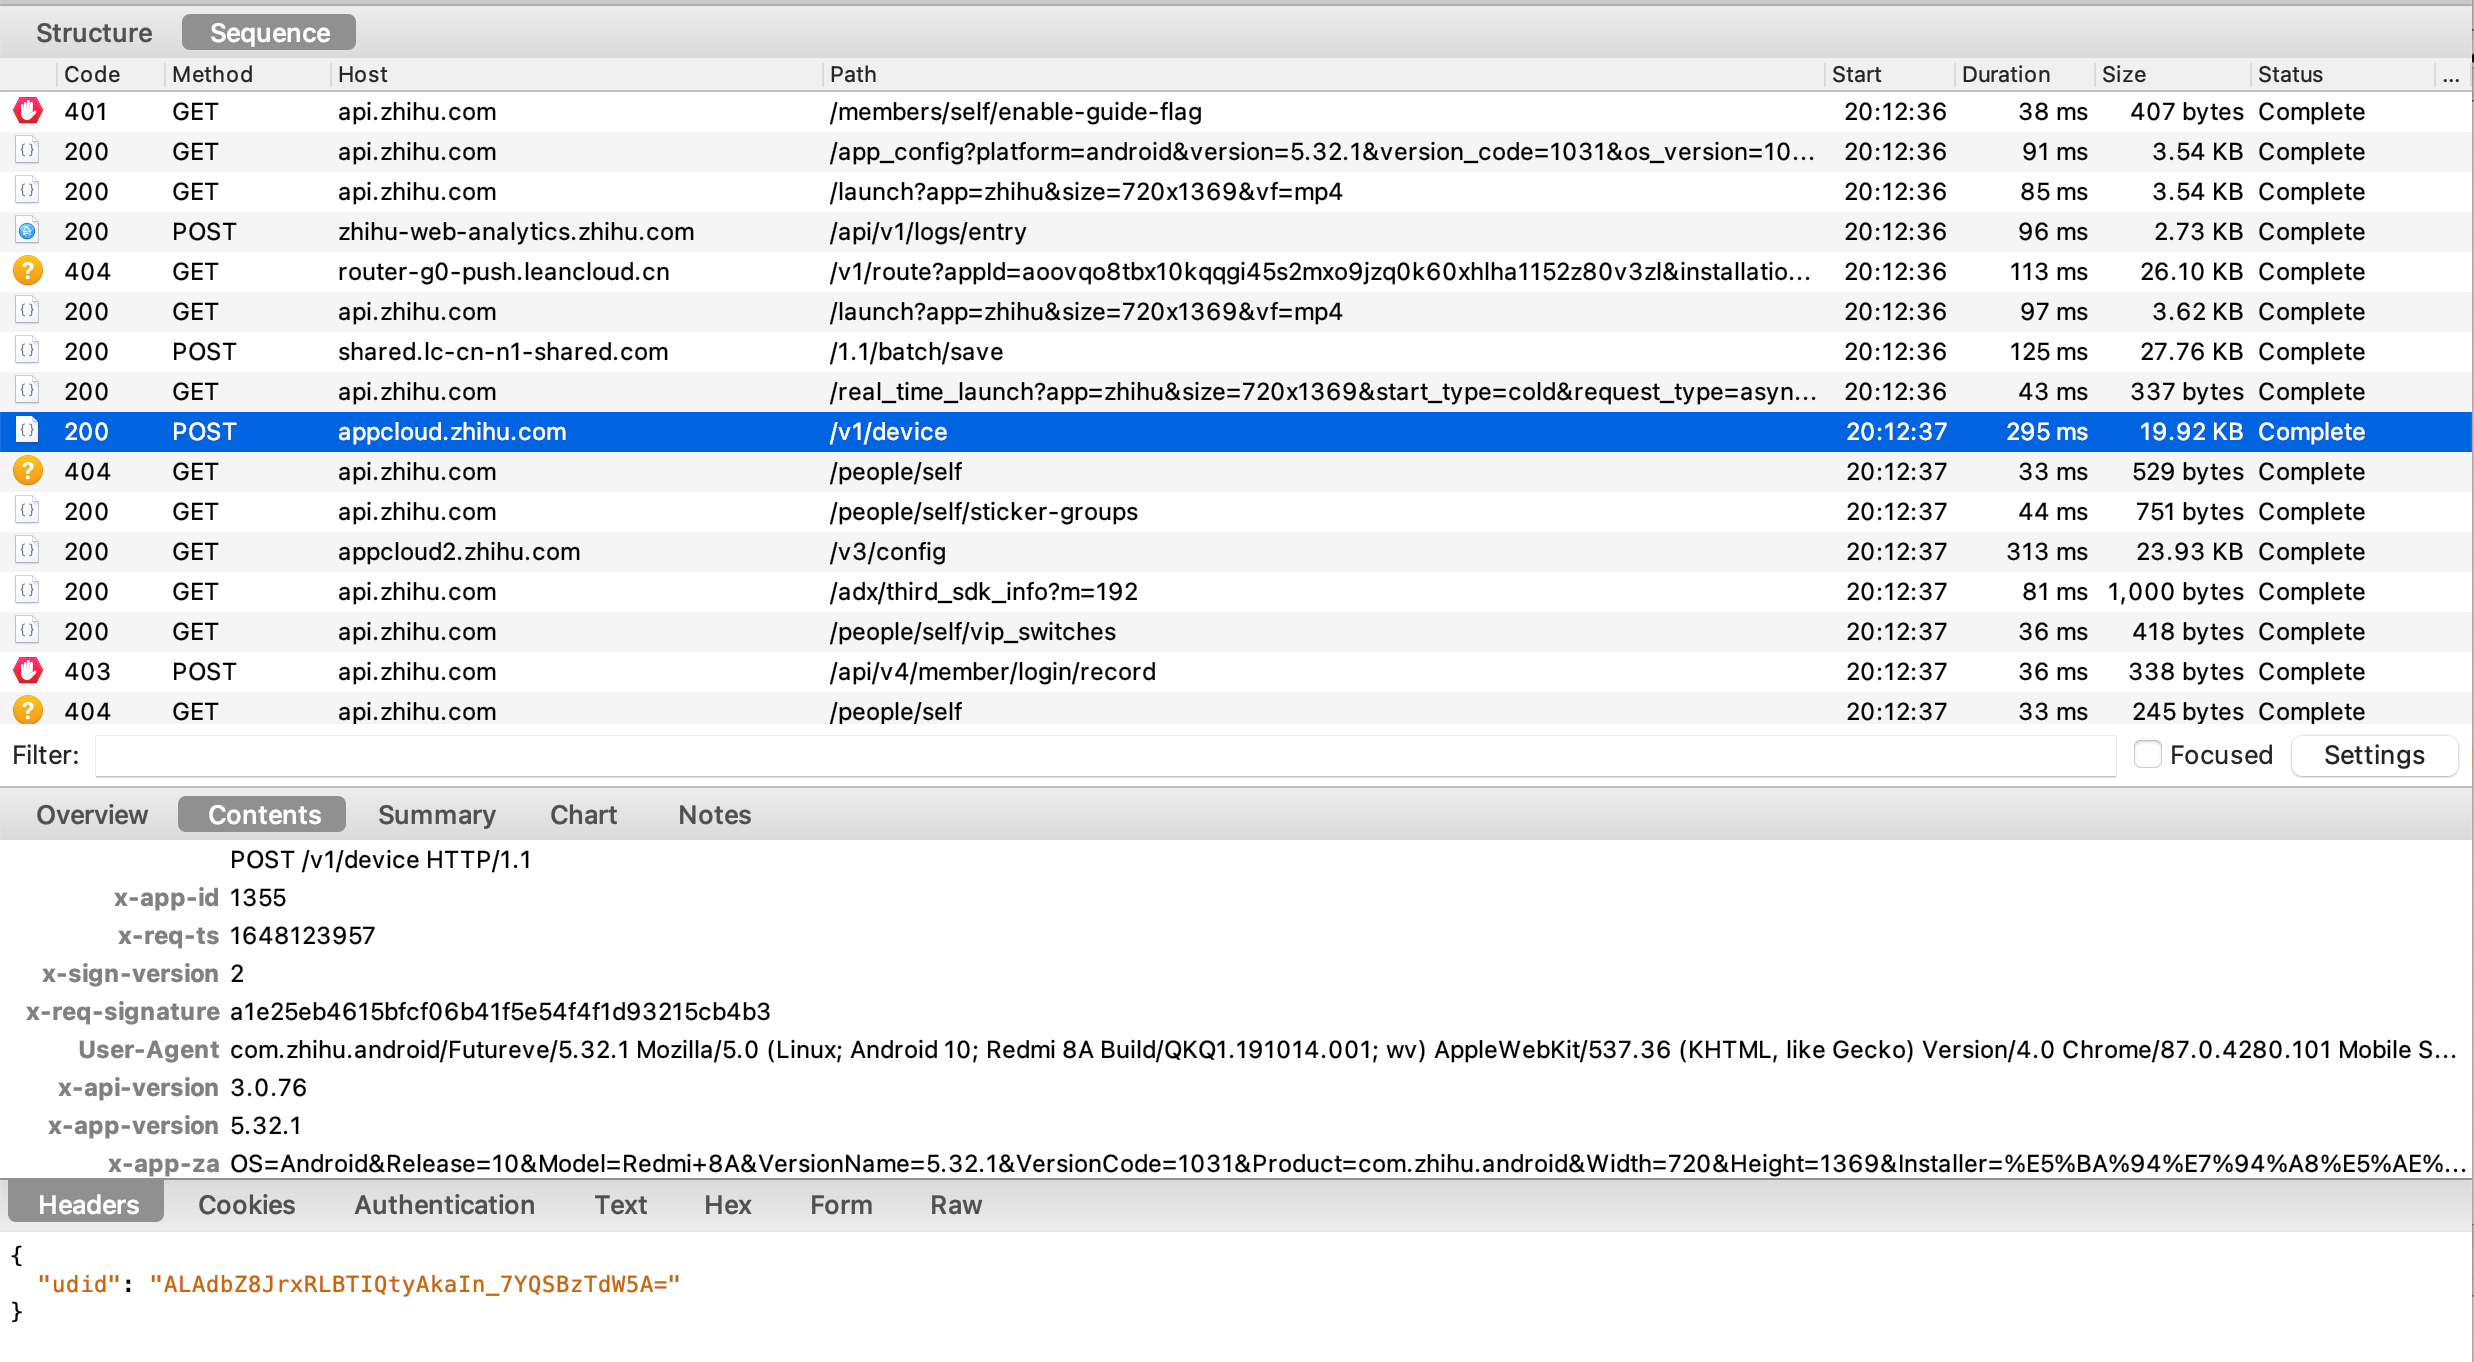 Structure Sequence
Code Method Host Path Start Duration Size Status ...
401 GET api.zhihu.com /members/self/enable-guide-flag 20:12:36 38 ms 407 bytes Complete
200 GET api.zhihu.com /app_config?platform=android&version=5.32.1&version_code=1031&os_version=10... 20:12:36 91 ms 3.54 KB Complete
200 GET api.zhihu.com /launch?app=zhihu&size=720x1369&vf=mp4 20:12:36 85 ms 3.54 KB Complete
200 POST zhihu-web-analytics.zhihu.com /api/v1/logs/entry 20:12:36 96 ms 2.73 KB Complete
404 GET router-g0-push.leancloud.cn /v1/route?appId=aoovqo8tbx10kqqgi45s2mxo9jzq0k60xhlha1152z80v3zl&installatio... 20:12:36 113 ms 26.10 KB Complete
200 GET api.zhihu.com /launch?app=zhihu&size=720x1369&vf=mp4 20:12:36 97 ms 3.62 KB Complete
200 POST shared.lc-cn-n1-shared.com /1.1/batch/save 20:12:36 125 ms 27.76 KB Complete
200 GET api.zhihu.com /real_time_launch?app=zhihu&size=720x1369&start_type=cold&request_type=asyn... 20:12:36 43 ms 337 bytes Complete
200 POST appcloud.zhihu.com /v1/device 20:12:37 295 ms 19.92 KB Complete
404 GET api.zhihu.com /people/self 20:12:37 33 ms 529 bytes Complete
200 GET api.zhihu.com /people/self/sticker-groups 20:12:37 44 ms 751 bytes Complete
200 GET appcloud2.zhihu.com /v3/config 20:12:37 313 ms 23.93 KB Complete
200 GET api.zhihu.com /adx/third_sdk_info?m=192 20:12:37 81 ms 1,000 bytes Complete
200 GET api.zhihu.com /people/self/vip_switches 20:12:37 36 ms 418 bytes Complete
403 POST api.zhihu.com /api/v4/member/login/record 20:12:37 36 ms 338 bytes Complete
404 GET api.zhihu.com /people/self 20:12:37 33 ms 245 bytes Complete
Filter: Focused Settings
Overview Contents Summary Chart Notes
POST /v1/device HTTP/1.1
x-app-id 1355
x-req-ts 1648123957
x-sign-version 2
x-req-signature a1e25eb4615bfcf06b41f5e54f4f1d93215cb4b3
User-Agent com.zhihu.android/Futureve/5.32.1 Mozilla/5.0 (Linux; Android 10; Redmi 8A Build/QKQ1.191014.001; wv) AppleWebKit/537.36 (KHTML, like Gecko) Version/4.0 Chrome/87.0.4280.101 Mobile S...
x-api-version 3.0.76
x-app-version 5.32.1
x-app-za OS=Android&Release=10&Model=Redmi+8A&VersionName=5.32.1&VersionCode=1031&Product=com.zhihu.android&Width=720&Height=1369&Installer=%E5%BA%94%E7%94%A8%E5%AE%...
Headers Cookies Authentication Text Hex Form Raw
{
"udid": "ALAdbZ8JrxRLBTIQtyAkaIn_7YQSBzTdW5A="
}